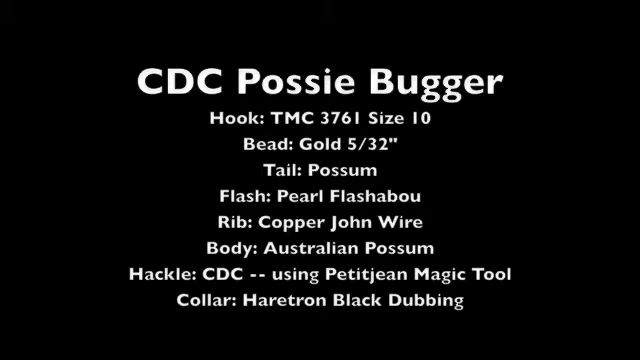 CDC Possie Bugger
Hook: TMC 3761 Size 10
Bead: Gold 5/32"
Tail: Possum
Flash: Pearl Flashabou
Rib: Copper John Wire
Body: Australian Possum
Hackle: CDC -- using Petitjean Magic Tool
Collar: Haretron Black Dubbing